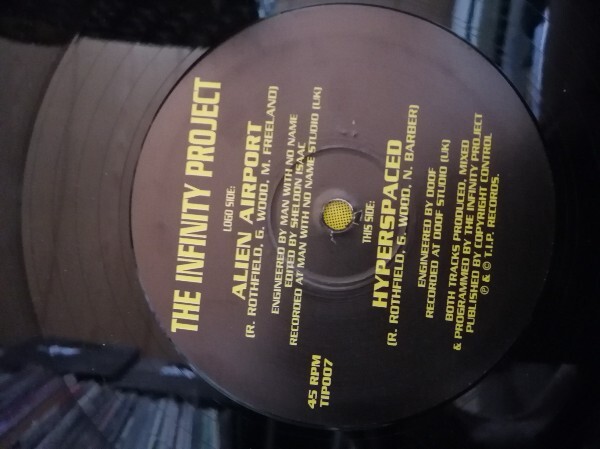 THE INFINITY PROJECT
LOGO SIDE:
ALIEN AIRPORT
(R. ROTHFIELD, G. WOOD, M. FREELAND)
ENGINEERED BY MAN WITH NO NAME
EDITED BY SHELDON ISAAC
RECORDED AT MAN WITH NO NAME STUDIO (UK)
THIS SIDE:
HYPERSPACED
(R. ROTHFIELD, G. WOOD, N. BARBER)
ENGINEERED BY DOOF
RECORDED AT DOOF STUDIO (UK)
BOTH TRACKS PRODUCED, MIXED
& PROGRAMMED BY THE INFINITY PROJECT
PUBLISHED BY COPYRIGHT CONTROL
℗ & © T.I.P. RECORDS.
45 RPM
TIP007